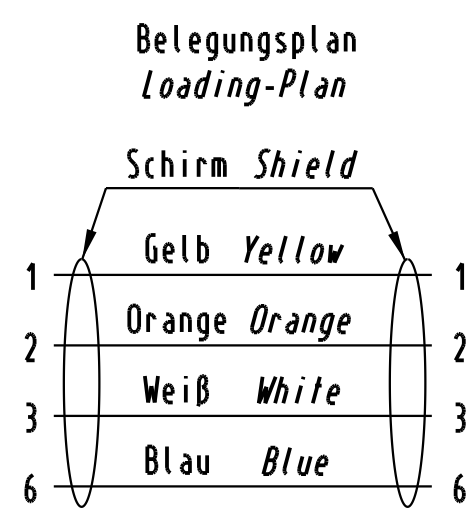 Belegungsplan
Loading-Plan
Schirm Shield
Gelb Yellow
1 1
Orange Orange
2 2
Weiß White
3 3
Blau Blue
6 6